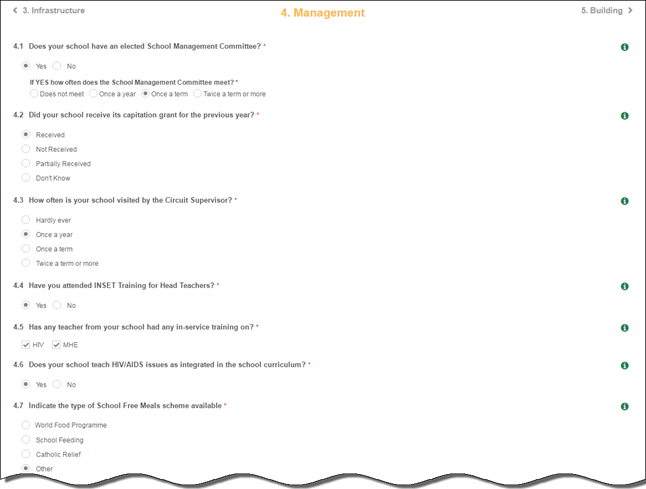 3. Infrastructure 4. Management 5. Building
4.1 Does your school have an elected School Management Committee? *
Yes No
If YES how often does the School Management Committee meet? *
Does not meet Once a year Once a term Twice a term or more
4.2 Did your school receive its capitation grant for the previous year? *
Received
Not Received
Partially Received
Don't Know
4.3 How often is your school visited by the Circuit Supervisor? *
Hardly ever
Once a year
Once a term
Twice a term or more
4.4 Have you attended INSET Training for Head Teachers? *
Yes No
4.5 Has any teacher from your school had any in-service training on? *
HIV MHE
4.6 Does your school teach HIV/AIDS issues as integrated in the school curriculum? *
Yes No
4.7 Indicate the type of School Free Meals scheme available *
World Food Programme
School Feeding
Catholic Relief
Other